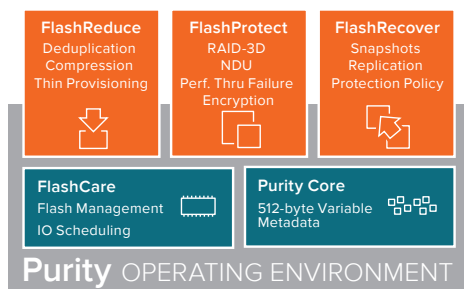 FlashReduce
Deduplication
Compression
Thin Provisioning
FlashProtect
RAID-3D
NDU
Perf. Thru Failure
Encryption
FlashRecover
Snapshots
Replication
Protection Policy
FlashCare
Flash Management
IO Scheduling
Purity Core
512-byte Variable
Metadata
Purity OPERATING ENVIRONMENT